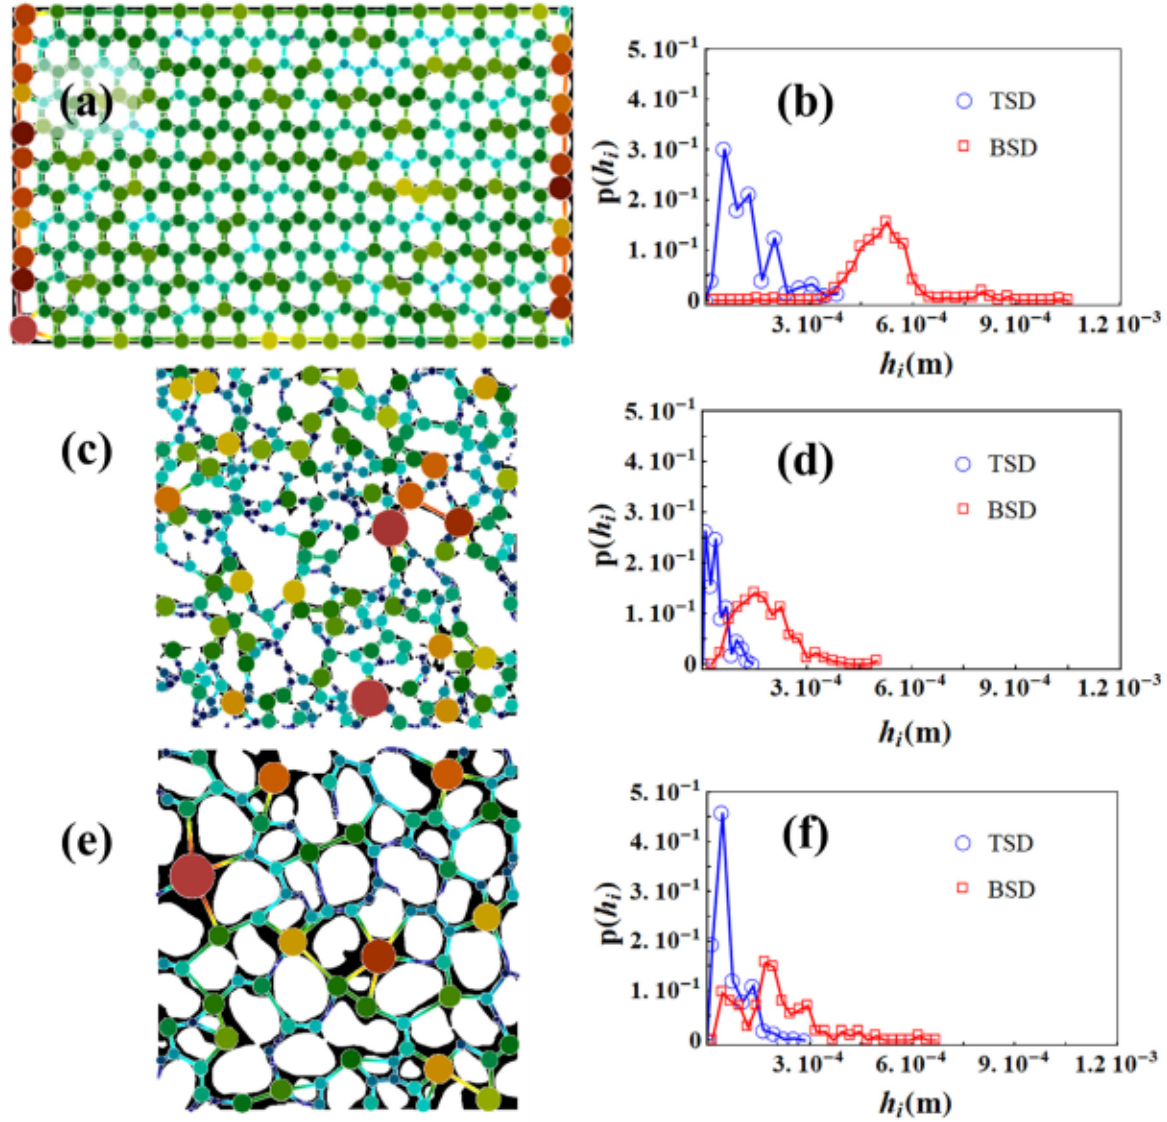 (a)
(b)
5. 10⁻¹
4. 10⁻¹
3. 10⁻¹
2. 10⁻¹
1. 10⁻¹
0
p(hᵢ)
TSD
BSD
3. 10⁻⁴ 6. 10⁻⁴ 9. 10⁻⁴ 1.2 10⁻³
hᵢ(m)
(c)
(d)
5. 10⁻¹
4. 10⁻¹
3. 10⁻¹
2. 10⁻¹
1. 10⁻¹
0
p(hᵢ)
TSD
BSD
3. 10⁻⁴ 6. 10⁻⁴ 9. 10⁻⁴ 1.2 10⁻³
hᵢ(m)
(e)
(f)
5. 10⁻¹
4. 10⁻¹
3. 10⁻¹
2. 10⁻¹
1. 10⁻¹
0
p(hᵢ)
TSD
BSD
3. 10⁻⁴ 6. 10⁻⁴ 9. 10⁻⁴ 1.2 10⁻³
hᵢ(m)